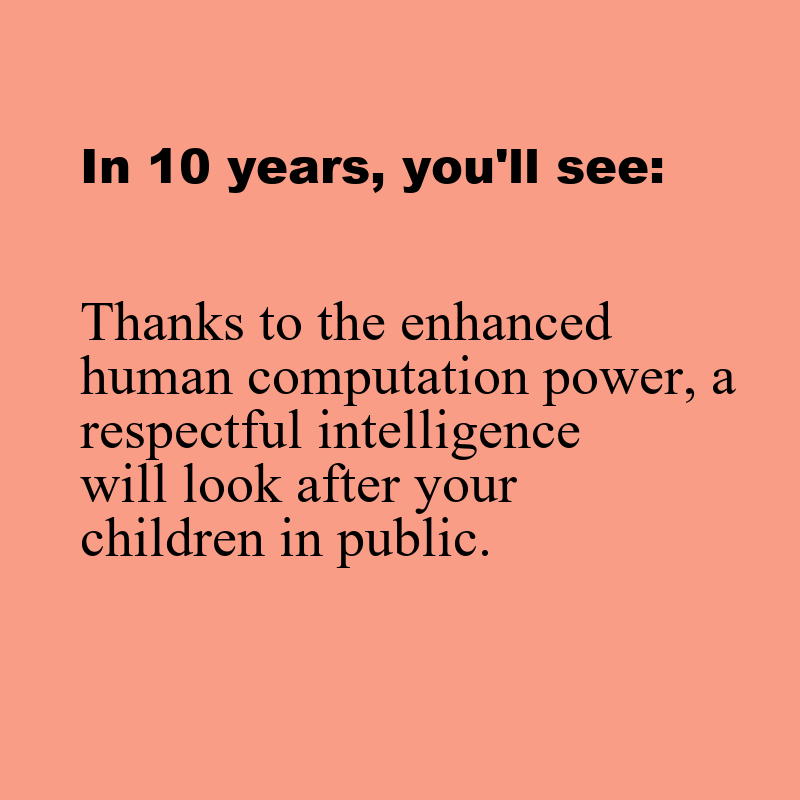 In 10 years, you'll see:
Thanks to the enhanced
human computation power, a
respectful intelligence
will look after your
children in public.